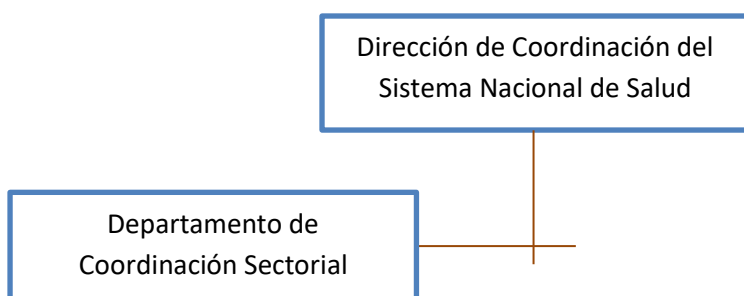 Dirección de Coordinación del
Sistema Nacional de Salud
Departamento de
Coordinación Sectorial